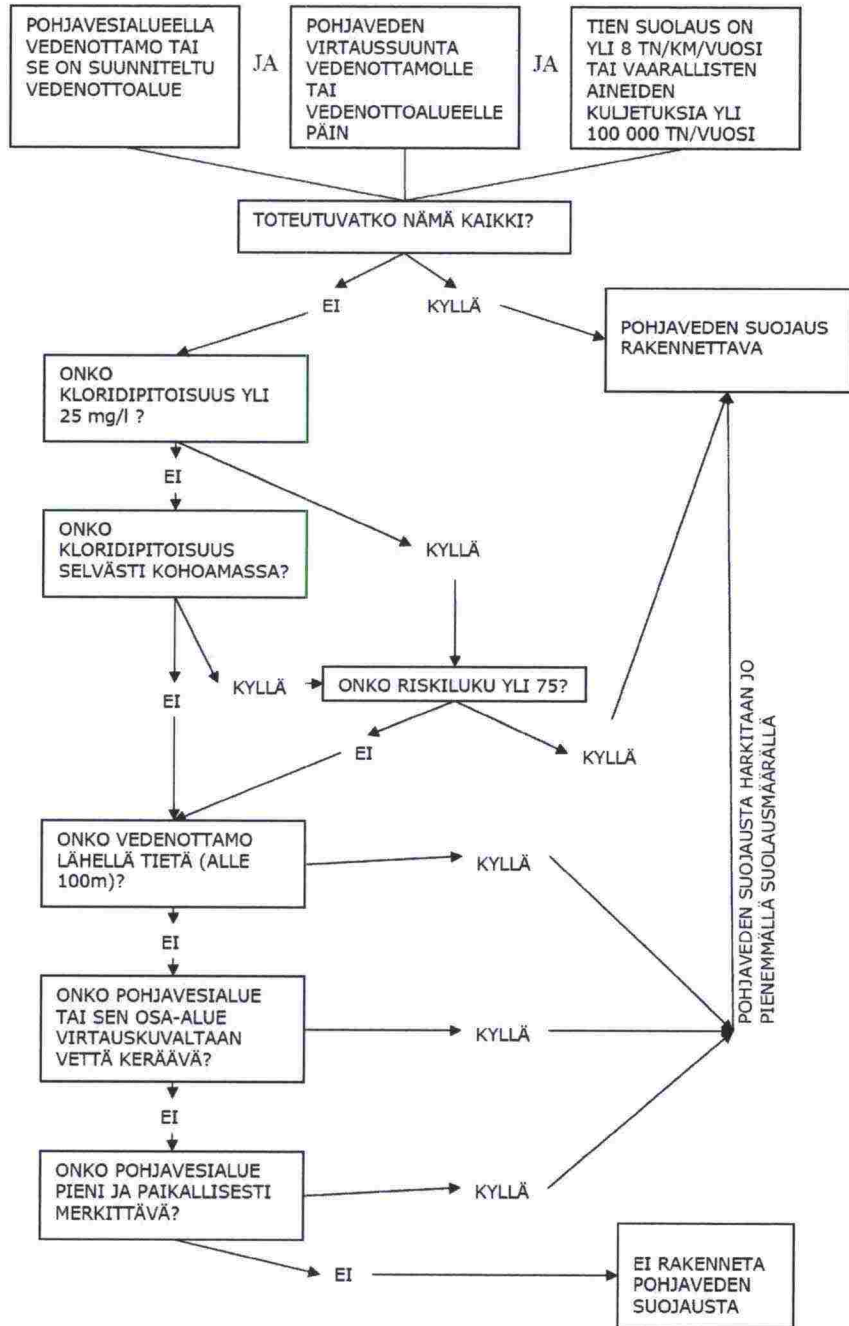 POHJAVESIALUEELLA
VEDENOTTAMO TAI
SE ON SUUNNITELTU
VEDENOTTOALUE
JA
POHJAVEDEN
VIRTAUSSUUNTA
VEDENOTTAMOLLE
TAI
VEDENOTTOALUEELLE
PÄIN
JA
TIEN SUOLAUS ON
YLI 8 TN/KM/VUOSI
TAI VAARALLISTEN
AINEIDEN
KULJETUKSIA YLI
100 000 TN/VUOSI
TOTEUTUVATKO NÄMÄ KAIKKI?
EI
KYLLÄ
POHJAVEDEN SUOJAUS
RAKENNETTAVA
ONKO
KLORIDIPITOISUUS YLI
25 mg/l ?
EI
KYLLÄ
ONKO
KLORIDIPITOISUUS
SELVÄSTI KOHOAMASSA?
EI
KYLLÄ
ONKO RISKILUKU YLI 75?
EI
KYLLÄ
POHJAVEDEN SUOJAUSTA HARKITAAN JO
PIENEMMÄLLÄ SUOLAUSMÄÄRÄLLÄ
ONKO VEDENOTTAMO
LÄHELLÄ TIETÄ (ALLE
100m)?
KYLLÄ
EI
ONKO POHJAVESIALUE
TAI SEN OSA-ALUE
VIRTAUSKUVALTAAN
VETTÄ KERÄÄVÄ?
KYLLÄ
EI
ONKO POHJAVESIALUE
PIENI JA PAIKALLISESTI
MERKITTÄVÄ?
KYLLÄ
EI
EI RAKENNETA
POHJAVEDEN
SUOJAUSTA